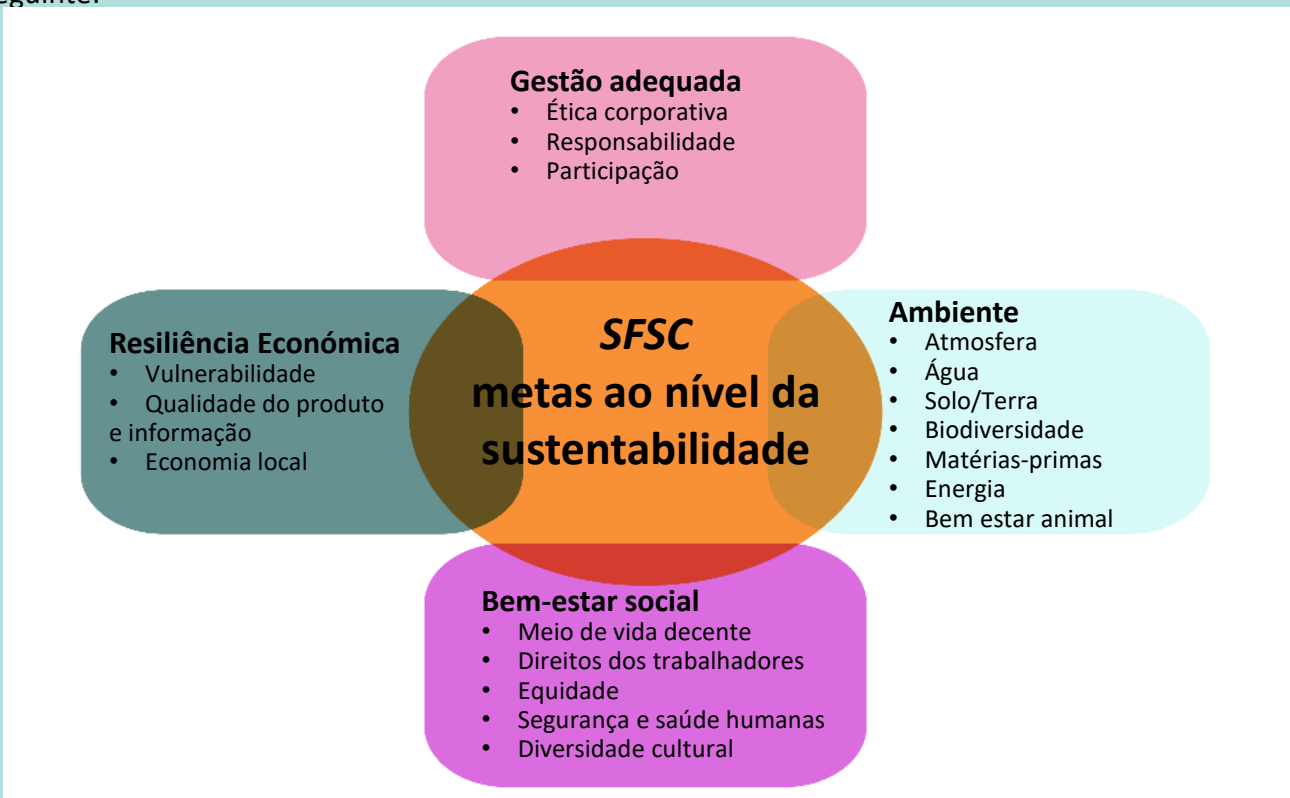 Gestão adequada
• Ética corporativa
• Responsabilidade
• Participação
Resiliência Económica
• Vulnerabilidade
• Qualidade do produto
e informação
• Economia local
SFSC
metas ao nível da
sustentabilidade
Ambiente
• Atmosfera
• Água
• Solo/Terra
• Biodiversidade
• Matérias-primas
• Energia
• Bem estar animal
Bem-estar social
• Meio de vida decente
• Direitos dos trabalhadores
• Equidade
• Segurança e saúde humanas
• Diversidade cultural